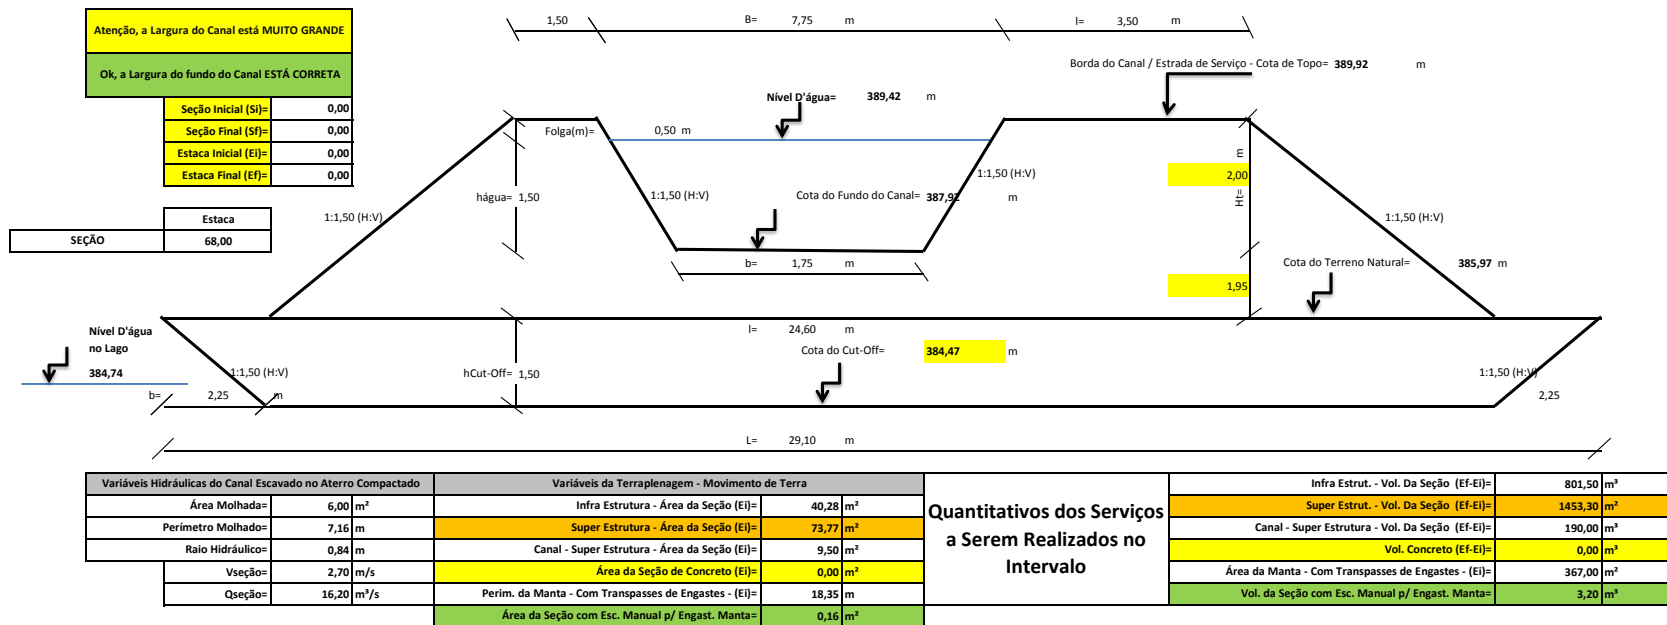 1,50 B= 7,75 m l= 3,50 m
Atenção, a Largura do Canal está MUITO GRANDE
Ok, a Largura do fundo do Canal ESTÁ CORRETA
Borda do Canal / Estrada de Serviço - Cota de Topo= 389,92 m
Seção Inicial (Si)= 0,00
Seção Final (Sf)= 0,00
Estaca Inicial (Ei)= 0,00
Estaca Final (Ef)= 0,00
Nível D'água= 389,42 m
Folga(m)= 0,50 m
Estaca
SEÇÃO 68,00
1:1,50 (H:V)
hágua= 1,50
1:1,50 (H:V)
Cota do Fundo do Canal= 387,92 m
1:1,50 (H:V)
m
2,00
Ht=
1:1,50 (H:V)
b= 1,75 m
Cota do Terreno Natural= 385,97 m
1,95
Nível D'água
no Lago
384,74
l= 24,60 m
Cota do Cut-Off= 384,47 m
1:1,50 (H:V)
hCut-Off= 1,50
1:1,50 (H:V)
b= 2,25 m
2,25
L= 29,10 m
Variáveis Hidráulicas do Canal Escavado no Aterro Compactado
Área Molhada= 6,00 m²
Perímetro Molhado= 7,16 m
Raio Hidráulico= 0,84 m
Vseção= 2,70 m/s
Qseção= 16,20 m³/s
Variáveis da Terraplenagem - Movimento de Terra
Infra Estrutura - Área da Seção (Ei)= 40,28 m²
Super Estrutura - Área da Seção (Ei)= 73,77 m²
Canal - Super Estrutura - Área da Seção (Ei)= 9,50 m²
Área da Seção de Concreto (Ei)= 0,00 m²
Perim. da Manta - Com Transpasses de Engastes - (Ei)= 18,35 m
Área da Seção com Esc. Manual p/ Engast. Manta= 0,16 m²
Quantitativos dos Serviços
a Serem Realizados no
Intervalo
Infra Estrut. - Vol. Da Seção (Ef-Ei)= 801,50 m³
Super Estrut. - Vol. Da Seção (Ef-Ei)= 1453,30 m²
Canal - Super Estrutura - Vol. Da Seção (Ef-Ei)= 190,00 m³
Vol. Concreto (Ef-Ei)= 0,00 m³
Área da Manta - Com Transpasses de Engastes - (Ei)= 367,00 m²
Vol. da Seção com Esc. Manual p/ Engast. Manta= 3,20 m³